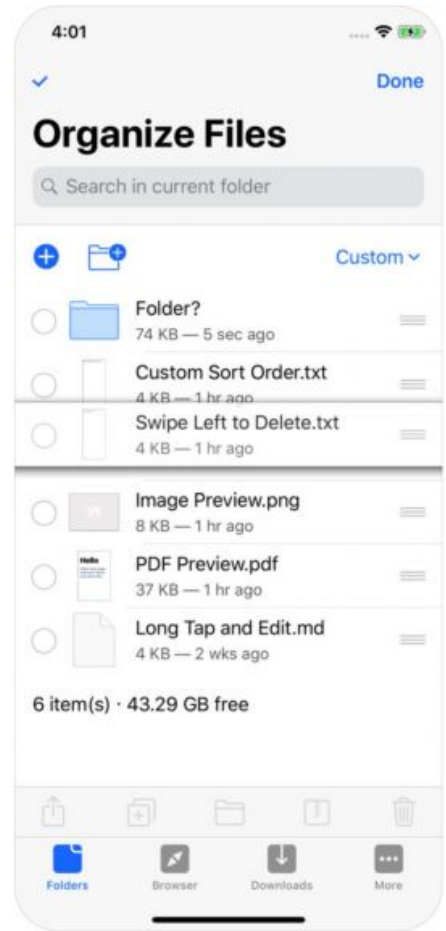 4:01
Done
Organize Files
Search in current folder
Custom
Folder?
74 KB — 5 sec ago
Custom Sort Order.txt
4 KB — 1 hr ago
Swipe Left to Delete.txt
4 KB — 1 hr ago
Image Preview.png
8 KB — 1 hr ago
Hello
PDF Preview.pdf
37 KB — 1 hr ago
Long Tap and Edit.md
4 KB — 2 wks ago
6 item(s) · 43.29 GB free
Folders Browser Downloads More